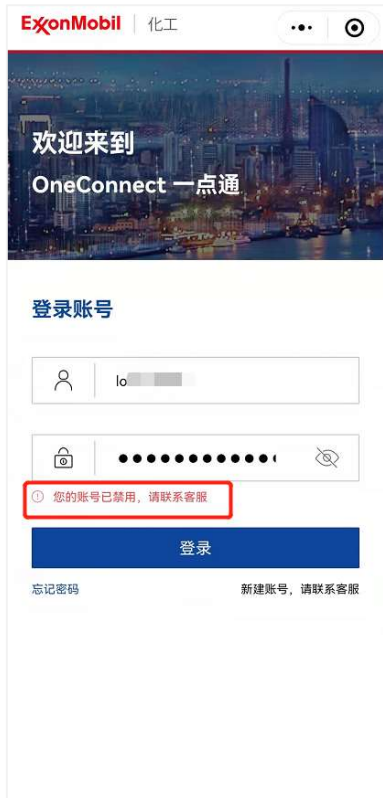 ExxonMobil 化工
欢迎来到
OneConnect 一点通
登录账号
lo
您的账号已禁用，请联系客服
登录
忘记密码 新建账号，请联系客服